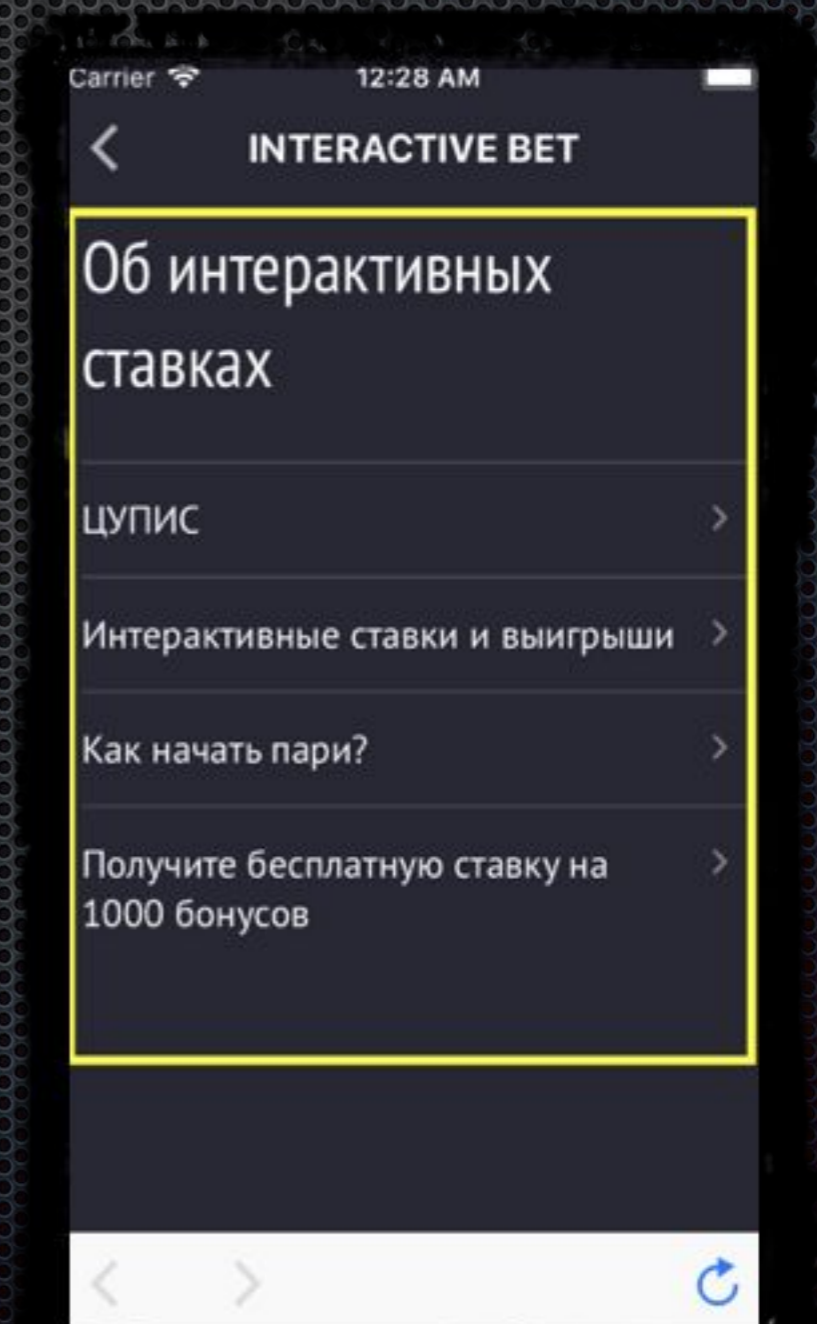 Carrier 12:28 AM
INTERACTIVE BET
Об интерактивных
ставках
ЦУПИС
Интерактивные ставки и выигрыши
Как начать пари?
Получите бесплатную ставку на
1000 бонусов